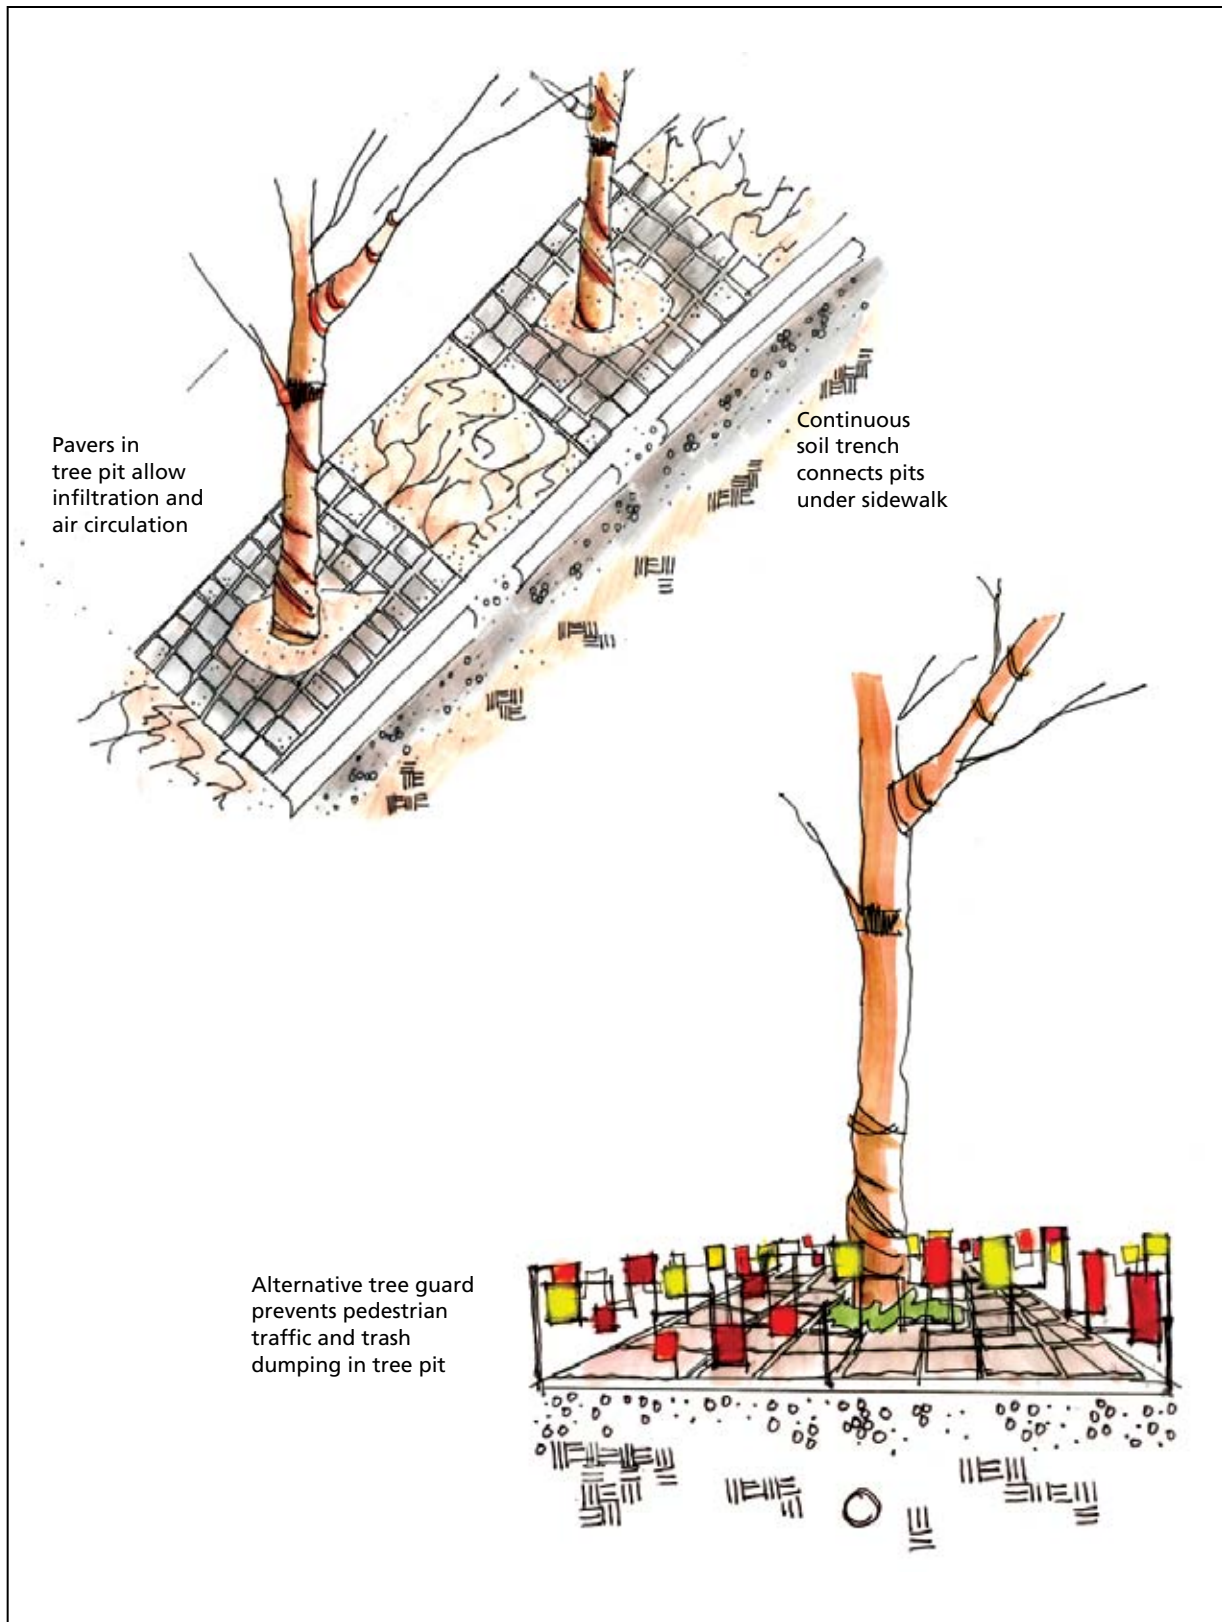 Pavers in
tree pit allow
infiltration and
air circulation
Continuous
soil trench
connects pits
under sidewalk
Alternative tree guard
prevents pedestrian
traffic and trash
dumping in tree pit